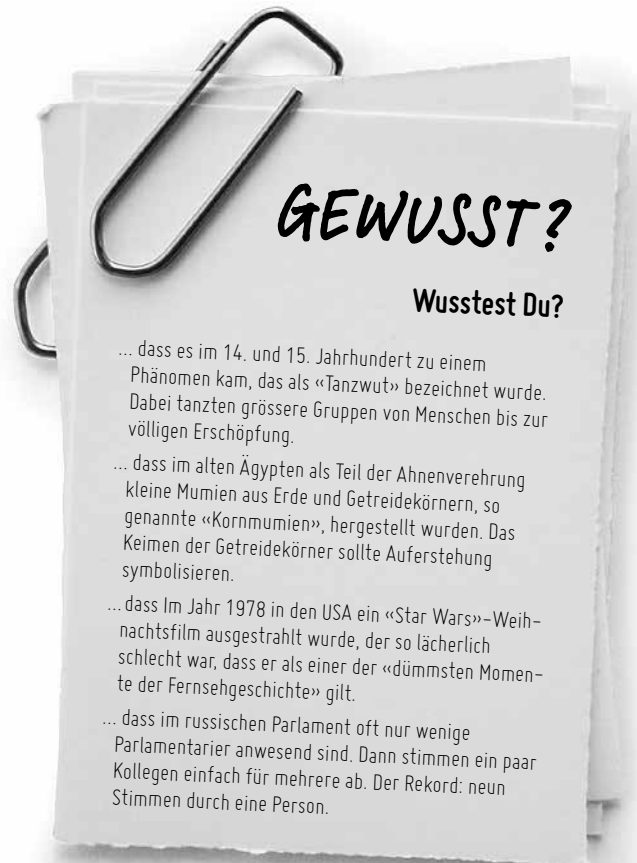 GEWUSST?
Wusstest Du?
... dass es im 14. und 15. Jahrhundert zu einem
Phänomen kam, das als «Tanzwut» bezeichnet wurde.
Dabei tanzten grössere Gruppen von Menschen bis zur
völligen Erschöpfung.
... dass im alten Ägypten als Teil der Ahnenverehrung
kleine Mumien aus Erde und Getreidekörnern, so
genannte «Kornmumien», hergestellt wurden. Das
Keimen der Getreidekörner sollte Auferstehung
symbolisieren.
... dass Im Jahr 1978 in den USA ein «Star Wars»-Weih-
nachtsfilm ausgestrahlt wurde, der so lächerlich
schlecht war, dass er als einer der «dümmsten Momen-
te der Fernsehgeschichte» gilt.
... dass im russischen Parlament oft nur wenige
Parlamentarier anwesend sind. Dann stimmen ein paar
Kollegen einfach für mehrere ab. Der Rekord: neun
Stimmen durch eine Person.